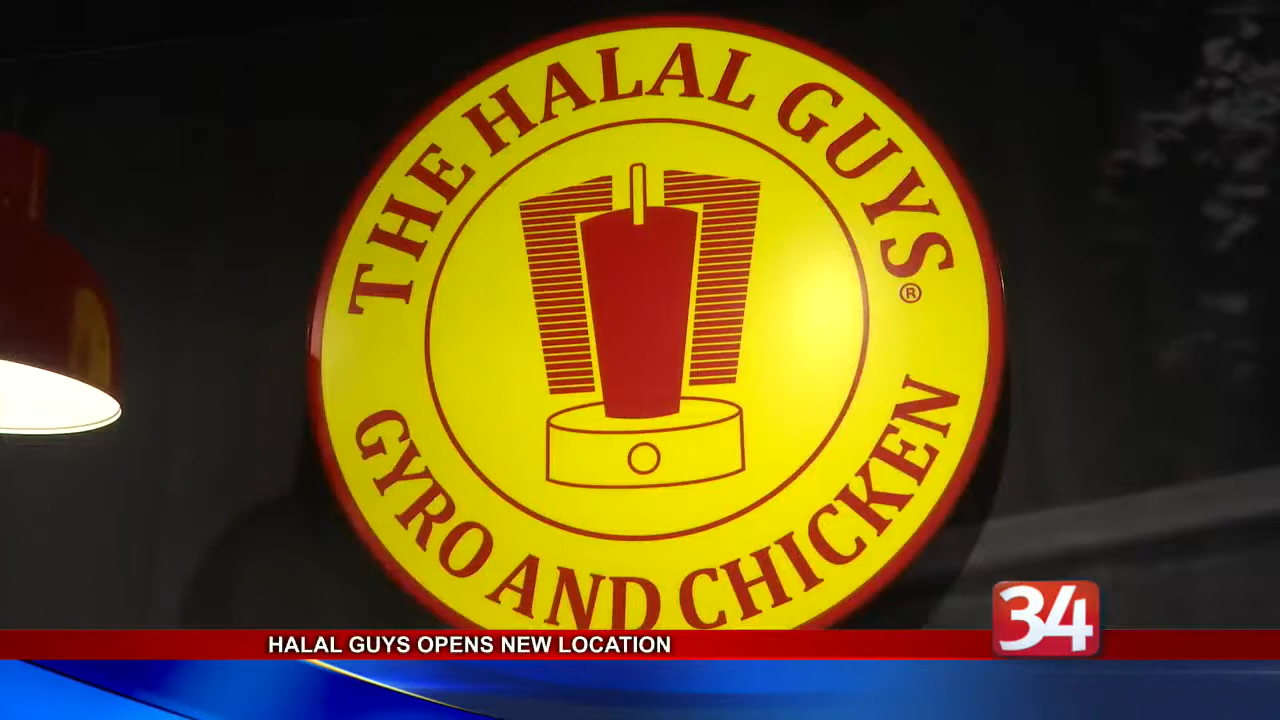 THE HALAL GUYS®
GYRO AND CHICKEN
HALAL GUYS OPENS NEW LOCATION
34